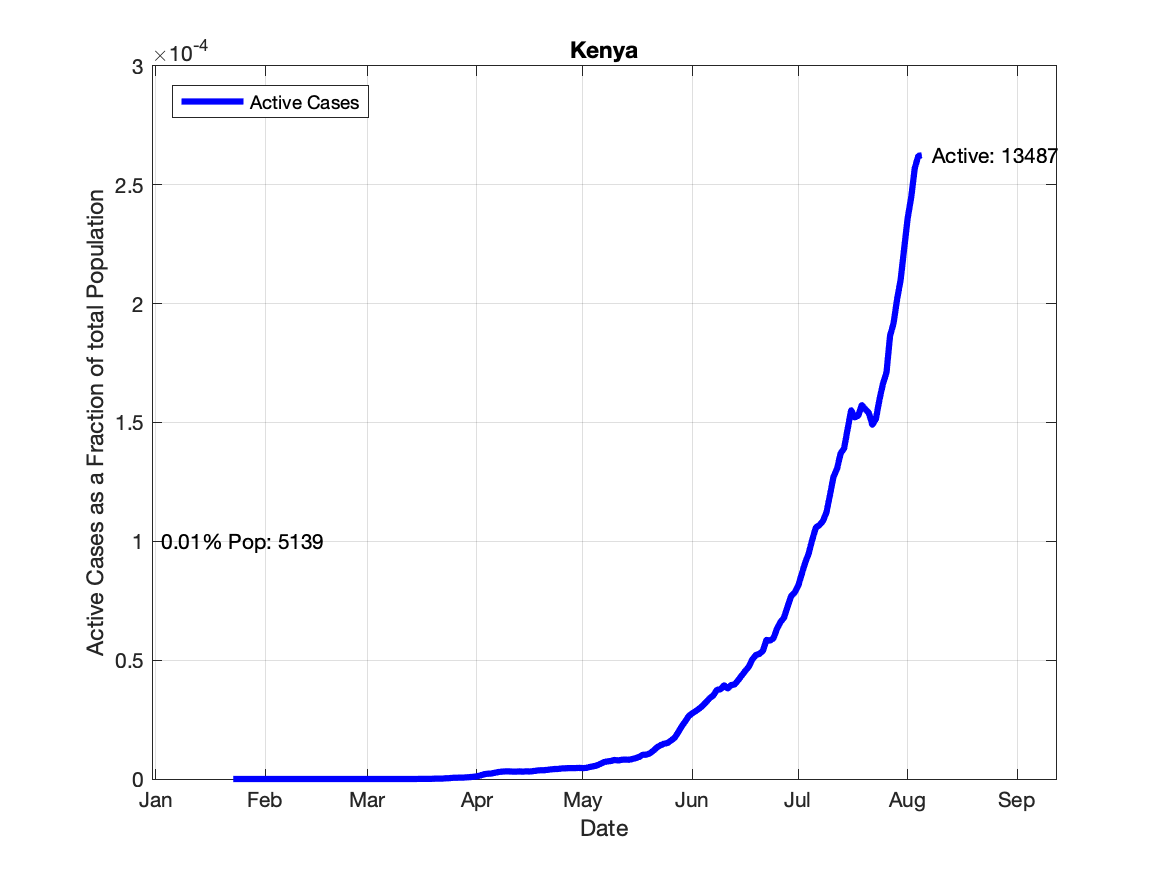 Kenya
×10-4
3
2.5
2
1.5
1
0.5
0
Active Cases as a Fraction of total Population
Active Cases
Active: 13487
0.01% Pop: 5139
Jan Feb Mar Apr May Jun Jul Aug Sep
Date